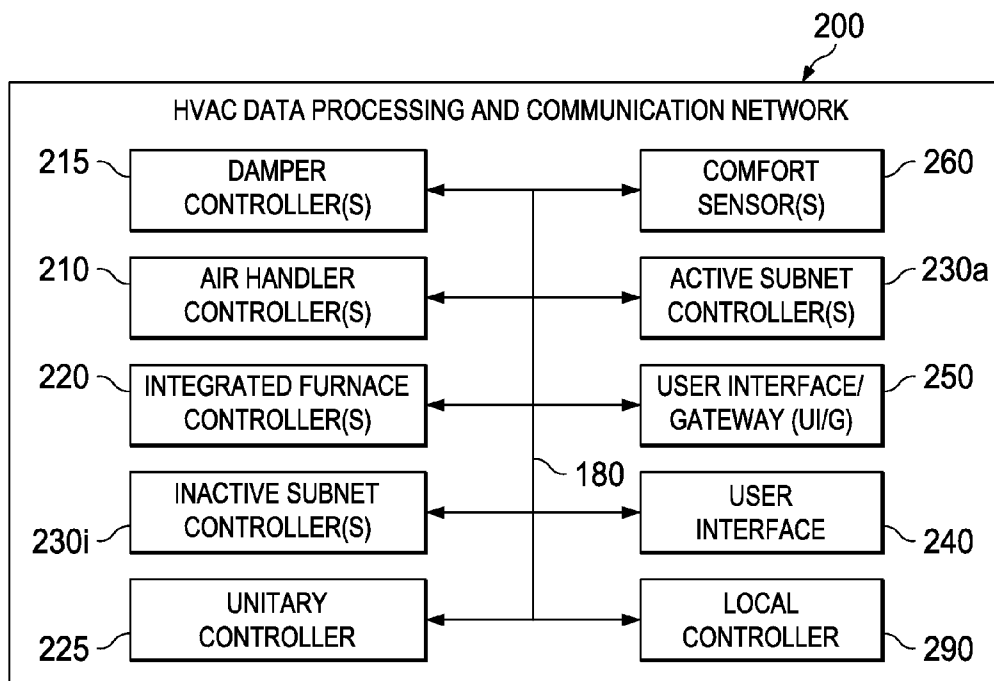 200
HVAC DATA PROCESSING AND COMMUNICATION NETWORK
215
DAMPER
CONTROLLER(S)
COMFORT
SENSOR(S)
260
210
AIR HANDLER
CONTROLLER(S)
ACTIVE SUBNET
CONTROLLER(S)
230a
220
INTEGRATED FURNACE
CONTROLLER(S)
USER INTERFACE/
GATEWAY (UI/G)
250
180
INACTIVE SUBNET
CONTROLLER(S)
230i
USER
INTERFACE
240
UNITARY
CONTROLLER
225
LOCAL
CONTROLLER
290